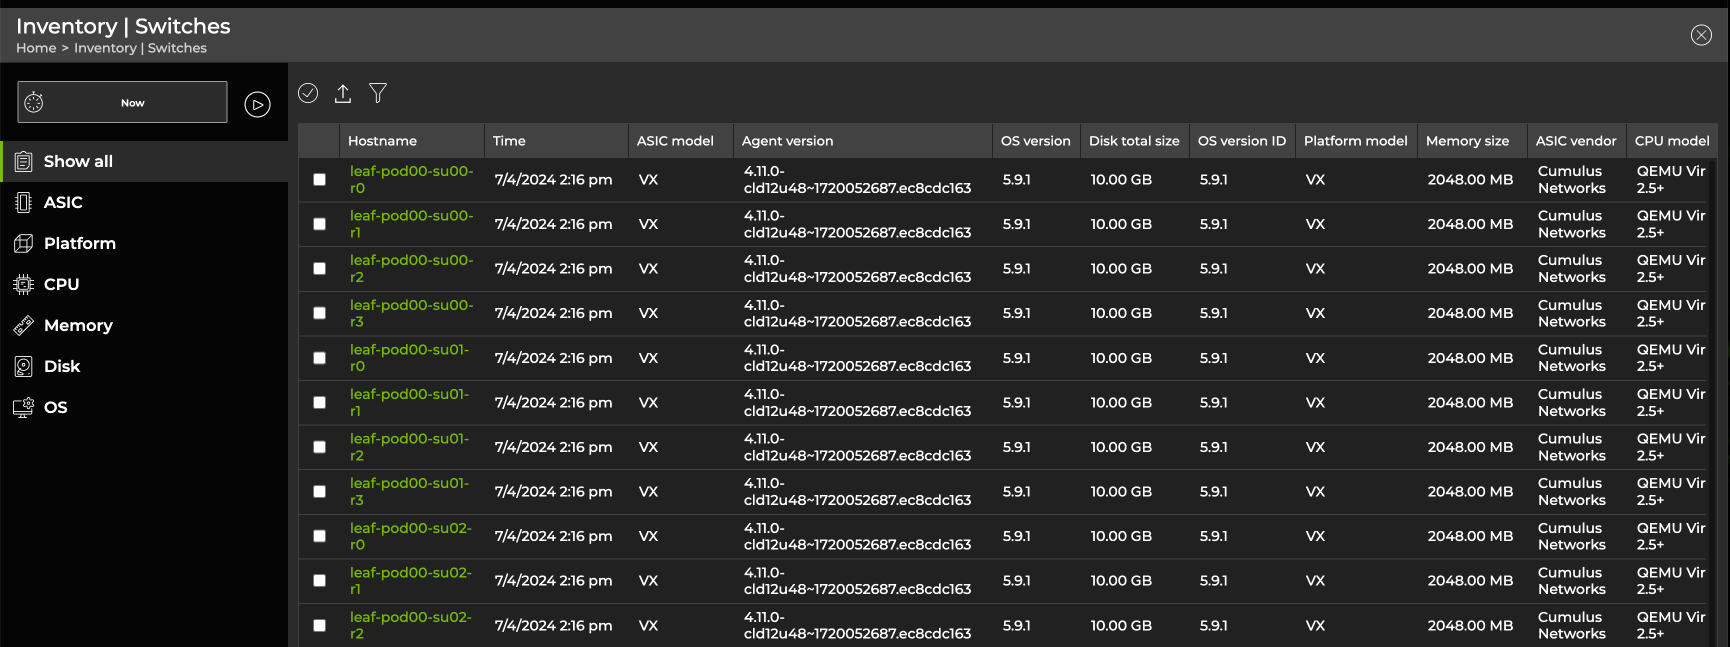 Inventory | Switches
Home > Inventory | Switches
Now
Show all
ASIC
Platform
CPU
Memory
Disk
OS
Hostname Time ASIC model Agent version OS version Disk total size OS version ID Platform model Memory size ASIC vendor CPU model
leaf-pod00-su00- 4.11.0- Cumulus QEMU Vir
7/4/2024 2:16 pm VX 5.9.1 10.00 GB 5.9.1 VX 2048.00 MB
r0 cld12u48~1720052687.ec8cdc163 Networks 2.5+
leaf-pod00-su00- 4.11.0- Cumulus QEMU Vir
7/4/2024 2:16 pm VX 5.9.1 10.00 GB 5.9.1 VX 2048.00 MB
r1 cld12u48~1720052687.ec8cdc163 Networks 2.5+
leaf-pod00-su00- 4.11.0- Cumulus QEMU Vir
7/4/2024 2:16 pm VX 5.9.1 10.00 GB 5.9.1 VX 2048.00 MB
r2 cld12u48~1720052687.ec8cdc163 Networks 2.5+
leaf-pod00-su00- 4.11.0- Cumulus QEMU Vir
7/4/2024 2:16 pm VX 5.9.1 10.00 GB 5.9.1 VX 2048.00 MB
r3 cld12u48~1720052687.ec8cdc163 Networks 2.5+
leaf-pod00-su01- 4.11.0- Cumulus QEMU Vir
7/4/2024 2:16 pm VX 5.9.1 10.00 GB 5.9.1 VX 2048.00 MB
r0 cld12u48~1720052687.ec8cdc163 Networks 2.5+
leaf-pod00-su01- 4.11.0- Cumulus QEMU Vir
7/4/2024 2:16 pm VX 5.9.1 10.00 GB 5.9.1 VX 2048.00 MB
r1 cld12u48~1720052687.ec8cdc163 Networks 2.5+
leaf-pod00-su01- 4.11.0- Cumulus QEMU Vir
7/4/2024 2:16 pm VX 5.9.1 10.00 GB 5.9.1 VX 2048.00 MB
r2 cld12u48~1720052687.ec8cdc163 Networks 2.5+
leaf-pod00-su01- 4.11.0- Cumulus QEMU Vir
7/4/2024 2:16 pm VX 5.9.1 10.00 GB 5.9.1 VX 2048.00 MB
r3 cld12u48~1720052687.ec8cdc163 Networks 2.5+
leaf-pod00-su02- 4.11.0- Cumulus QEMU Vir
7/4/2024 2:16 pm VX 5.9.1 10.00 GB 5.9.1 VX 2048.00 MB
r0 cld12u48~1720052687.ec8cdc163 Networks 2.5+
leaf-pod00-su02- 4.11.0- Cumulus QEMU Vir
7/4/2024 2:16 pm VX 5.9.1 10.00 GB 5.9.1 VX 2048.00 MB
r1 cld12u48~1720052687.ec8cdc163 Networks 2.5+
leaf-pod00-su02- 4.11.0- Cumulus QEMU Vir
7/4/2024 2:16 pm VX 5.9.1 10.00 GB 5.9.1 VX 2048.00 MB
r2 cld12u48~1720052687.ec8cdc163 Networks 2.5+